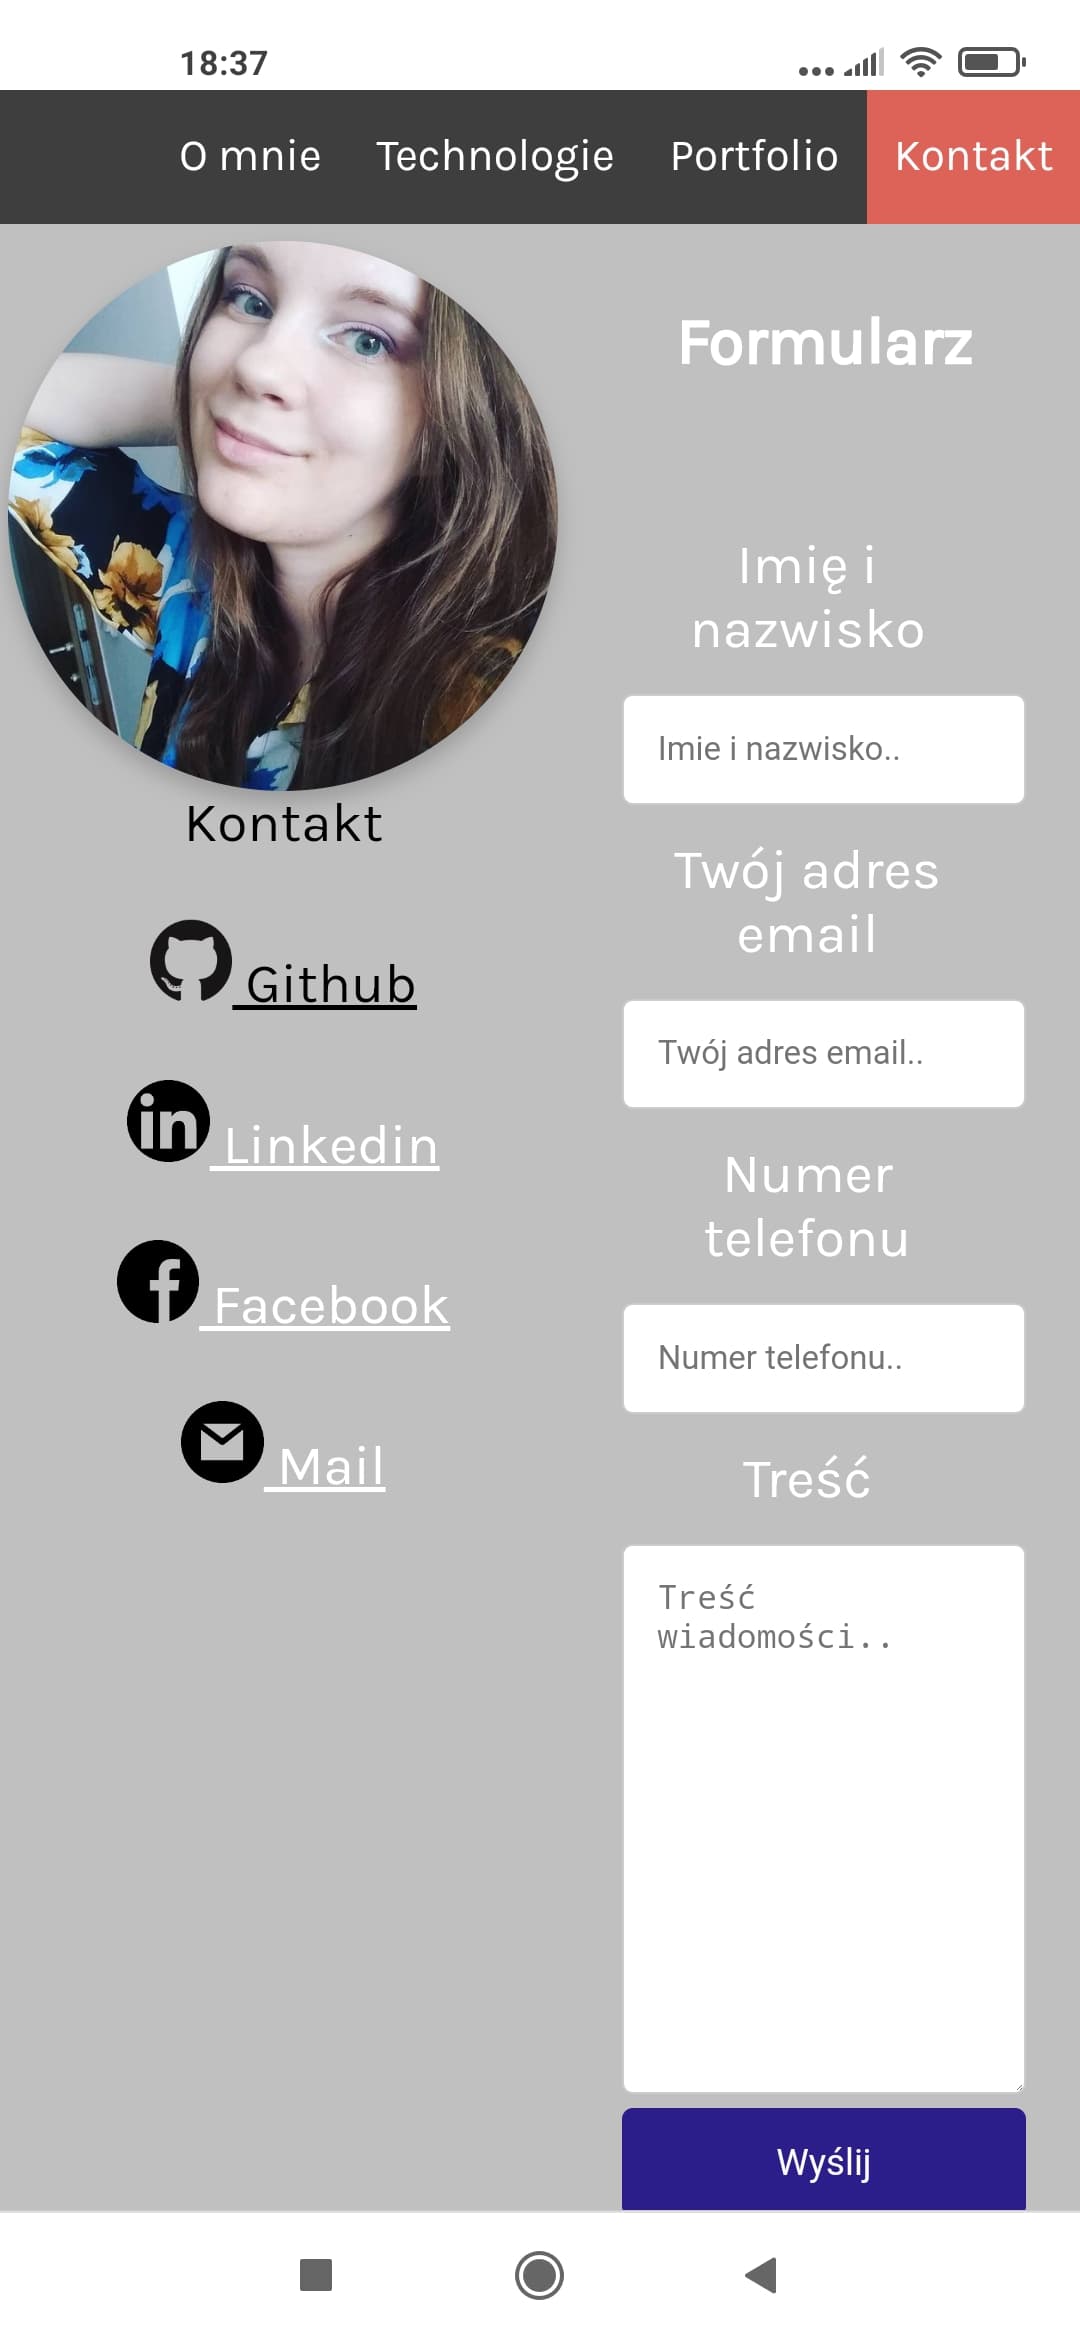 18:37
O mnie Technologie Portfolio Kontakt
Kontakt
Github
Linkedin
Facebook
Mail
Formularz
Imię i
nazwisko
Imie i nazwisko..
Twój adres
email
Twój adres email..
Numer
telefonu
Numer telefonu..
Treść
Treść
wiadomości..
Wyślij